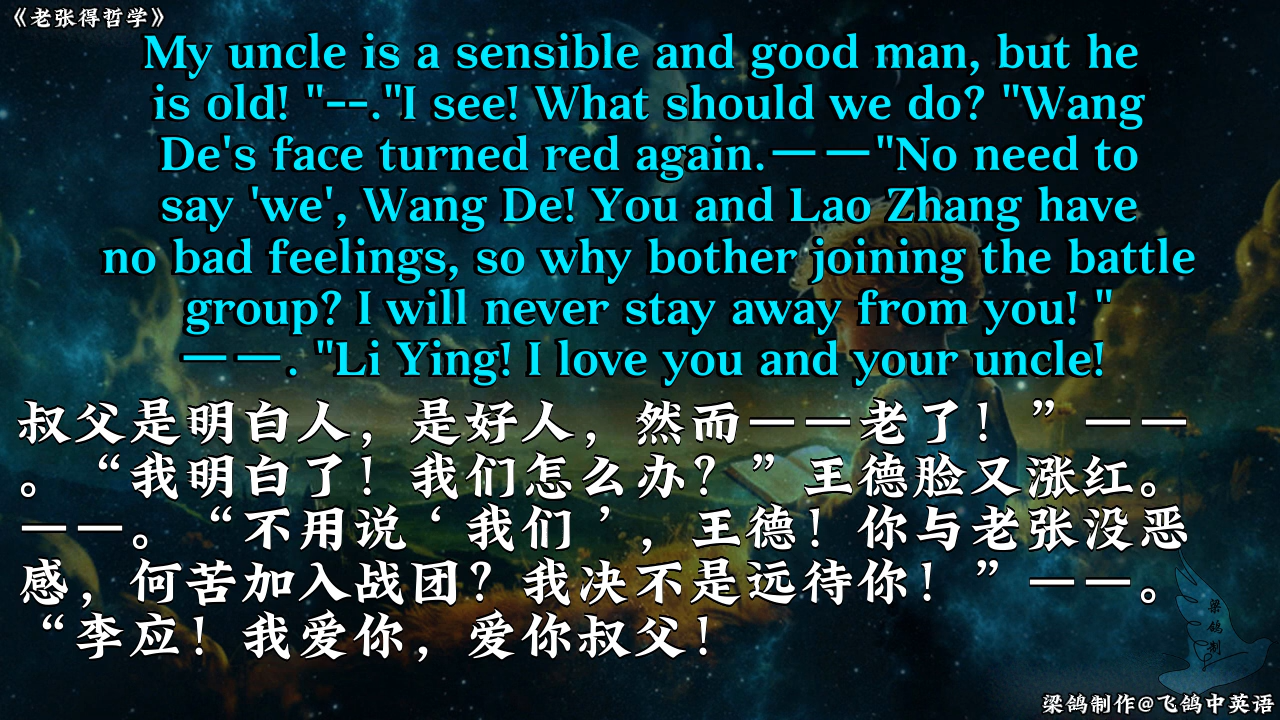 《老张得哲学》
My uncle is a sensible and good man, but he
is old! "--."I see! What should we do? "Wang
De's face turned red again.——"No need to
say 'we', Wang De! You and Lao Zhang have
no bad feelings, so why bother joining the battle
group? I will never stay away from you! "
——. "Li Ying! I love you and your uncle!
叔父是明白人，是好人，然而——老了！”——
。“我明白了！我们怎么办？”王德脸又涨红。
——。“不用说‘我们’，王德！你与老张没恶
感，何苦加入战团？我决不是远待你！”——。
“李应！我爱你，爱你叔父！
梁鸽制
梁鸽制作@飞鸽中英语